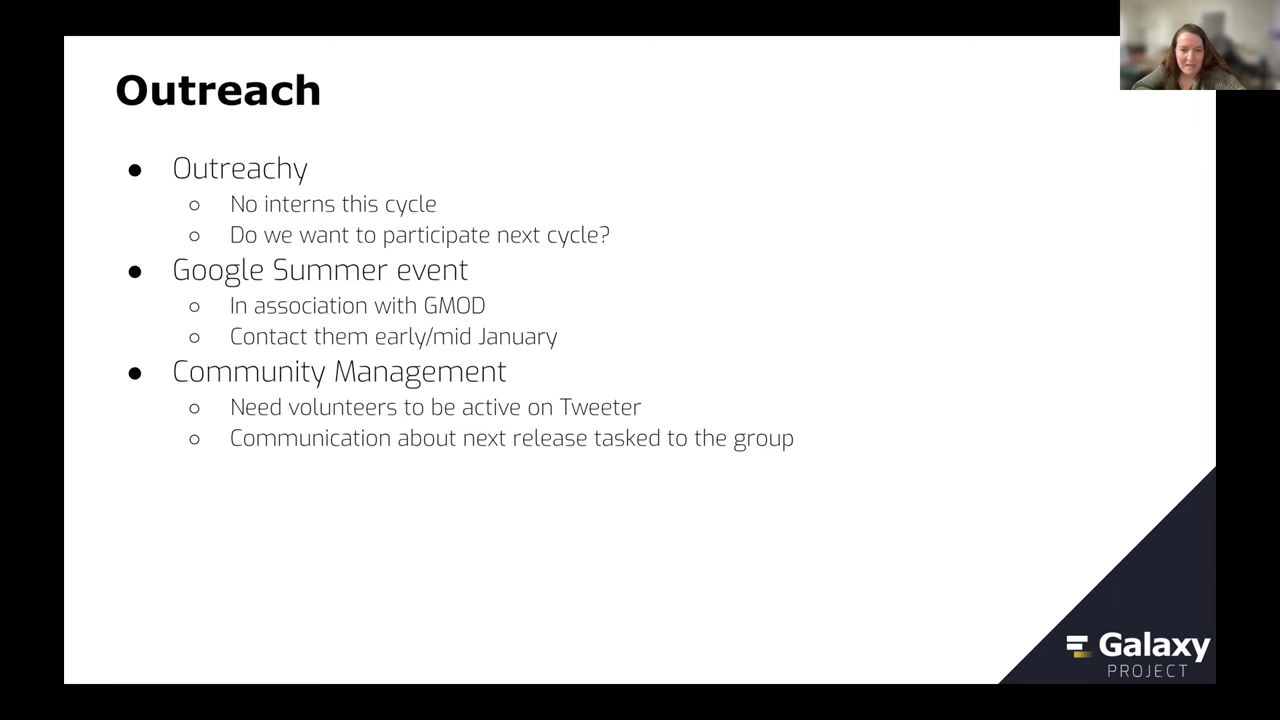 Outreach
● Outreachy
○ No interns this cycle
○ Do we want to participate next cycle?
● Google Summer event
○ In association with GMOD
○ Contact them early/mid January
● Community Management
○ Need volunteers to be active on Tweeter
○ Communication about next release tasked to the group
Galaxy
PROJECT